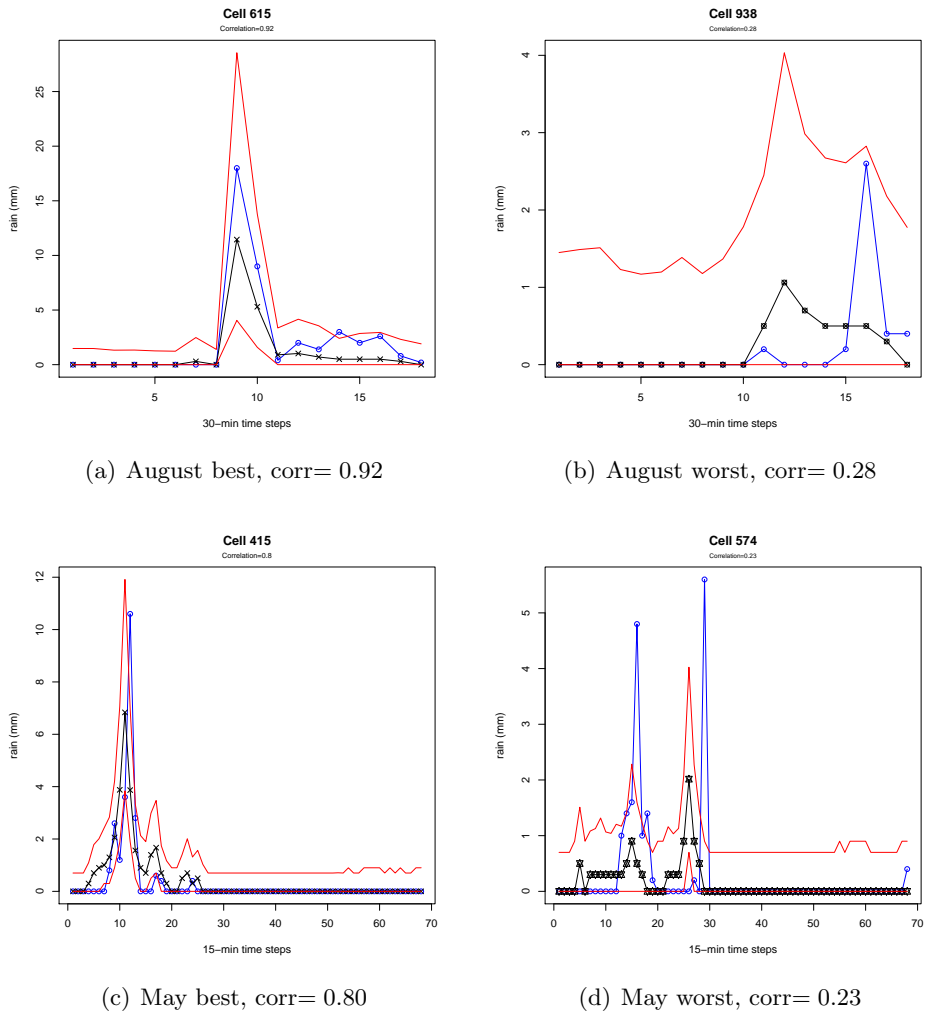 Cell 615
Correlation=0.92
rain (mm)
0 5 10 15 20 25
5 10 15
30−min time steps
(a) August best, corr= 0.92
Cell 938
Correlation=0.28
rain (mm)
0 1 2 3 4
5 10 15
30−min time steps
(b) August worst, corr= 0.28
Cell 415
Correlation=0.8
rain (mm)
0 2 4 6 8 10 12
0 10 20 30 40 50 60 70
15−min time steps
(c) May best, corr= 0.80
Cell 574
Correlation=0.23
rain (mm)
0 1 2 3 4 5
0 10 20 30 40 50 60 70
15−min time steps
(d) May worst, corr= 0.23